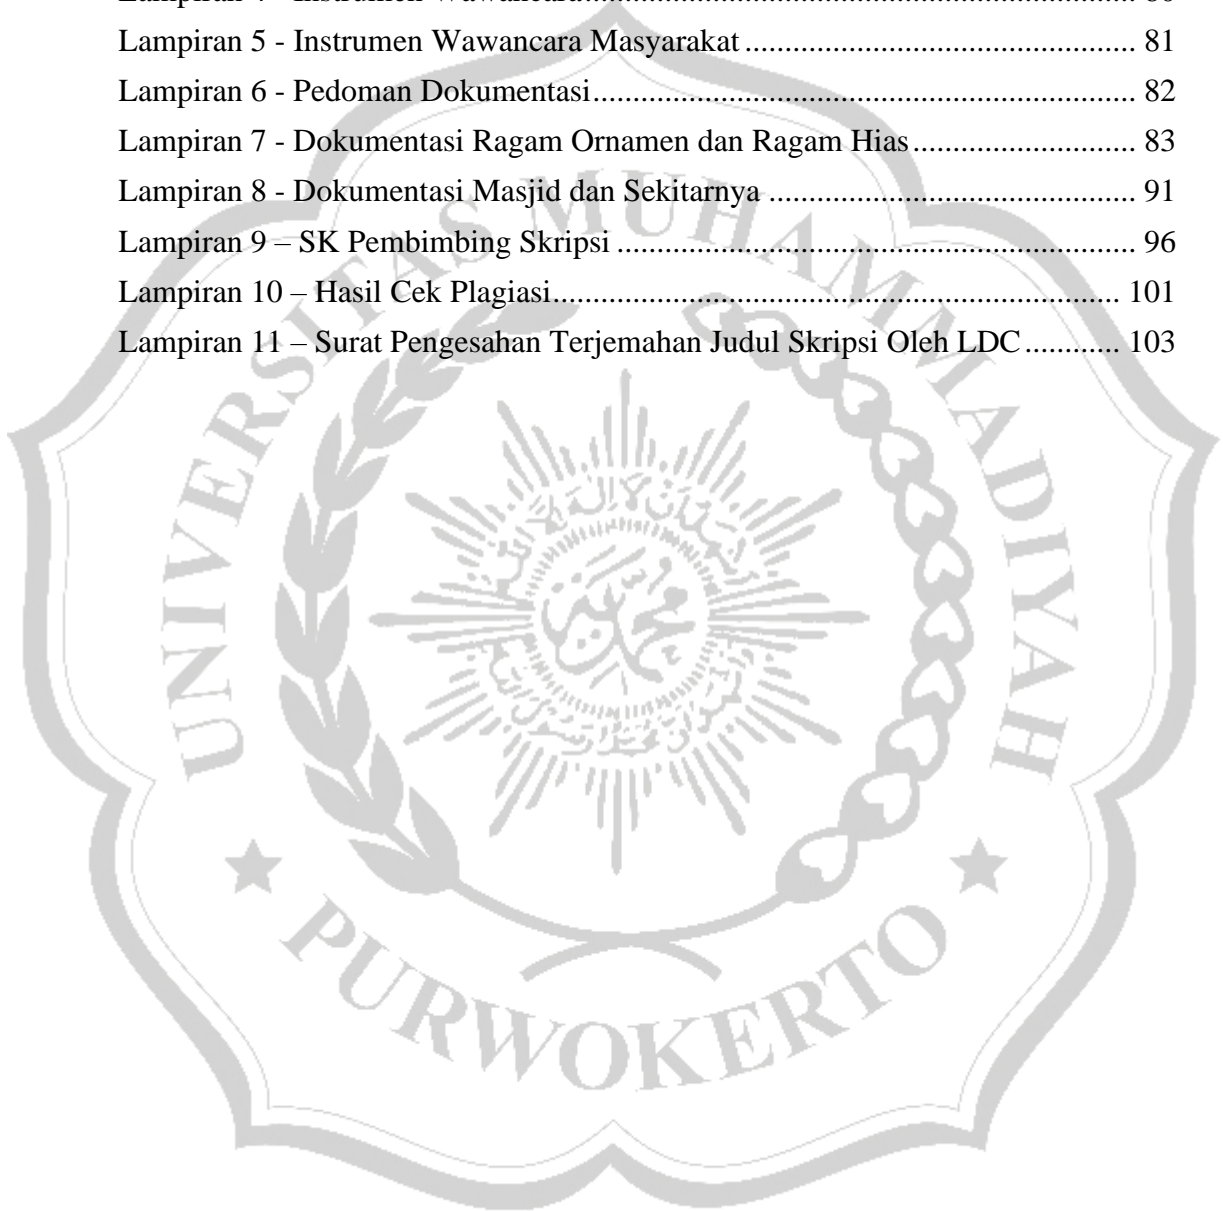 Lampiran 5 - Instrumen Wawancara Masyarakat ................................................ 81
Lampiran 6 - Pedoman Dokumentasi................................................................... 82
Lampiran 7 - Dokumentasi Ragam Ornamen dan Ragam Hias ........................... 83
Lampiran 8 - Dokumentasi Masjid dan Sekitarnya ............................................. 91
Lampiran 9 – SK Pembimbing Skripsi ................................................................ 96
Lampiran 10 – Hasil Cek Plagiasi...................................................................... 101
Lampiran 11 – Surat Pengesahan Terjemahan Judul Skripsi Oleh LDC ............ 103
UNIVERSITAS MUHAMMADIYAH
PURWOKERTO
محمد